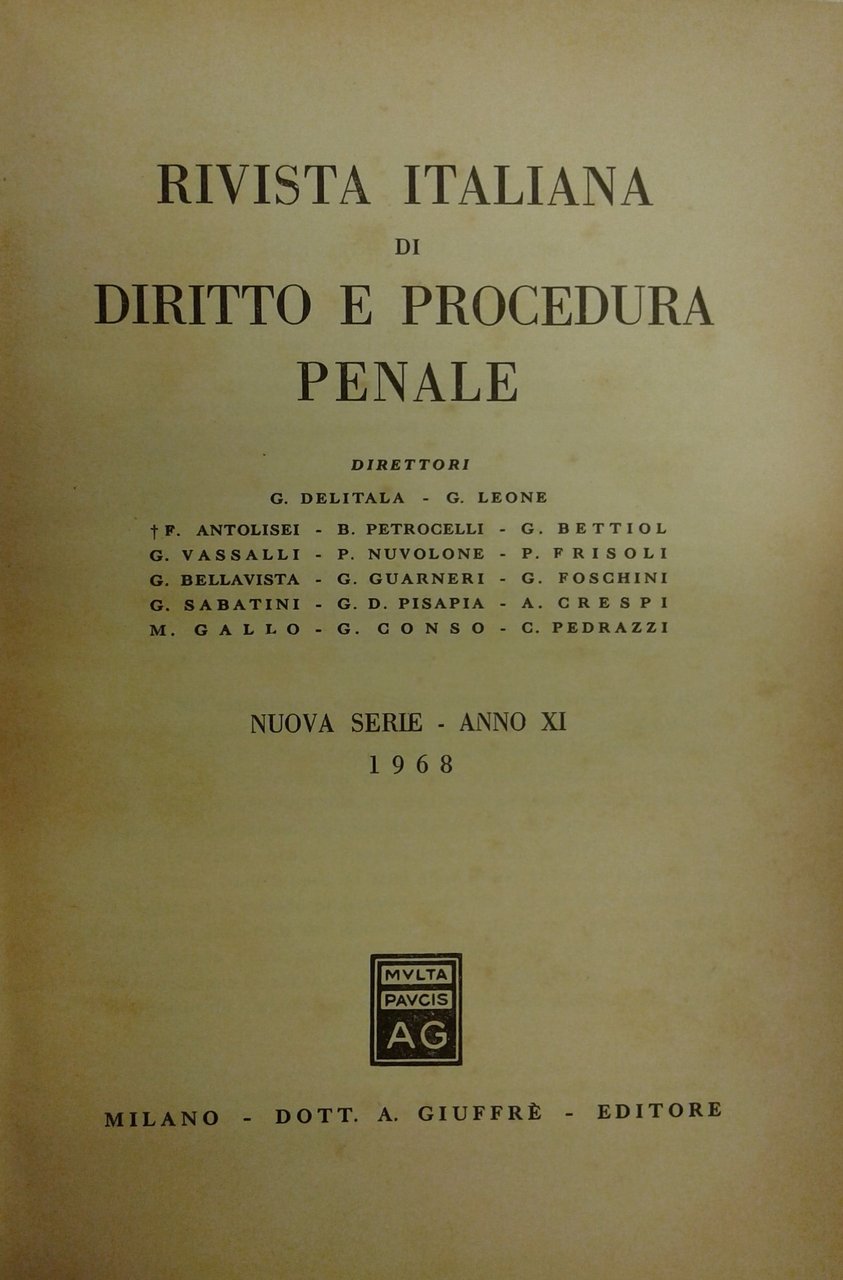 RIVISTA ITALIANA
DI
DIRITTO E PROCEDURA
PENALE
DIRETTORI
G. DELITALA - G. LEONE
† F. ANTOLISEI - B. PETROCELLI - G. BETTIOL
G. VASSALLI - P. NUVOLONE - P. FRISOLI
G. BELLAVISTA - G. GUARNERI - G. FOSCHINI
G. SABATINI - G. D. PISAPIA - A. CRESPI
M. GALLO - G. CONSO - C. PEDRAZZI
NUOVA SERIE - ANNO XI
1968
MVLTA
PAVCIS
AG
MILANO - DOTT. A. GIUFFRÈ - EDITORE